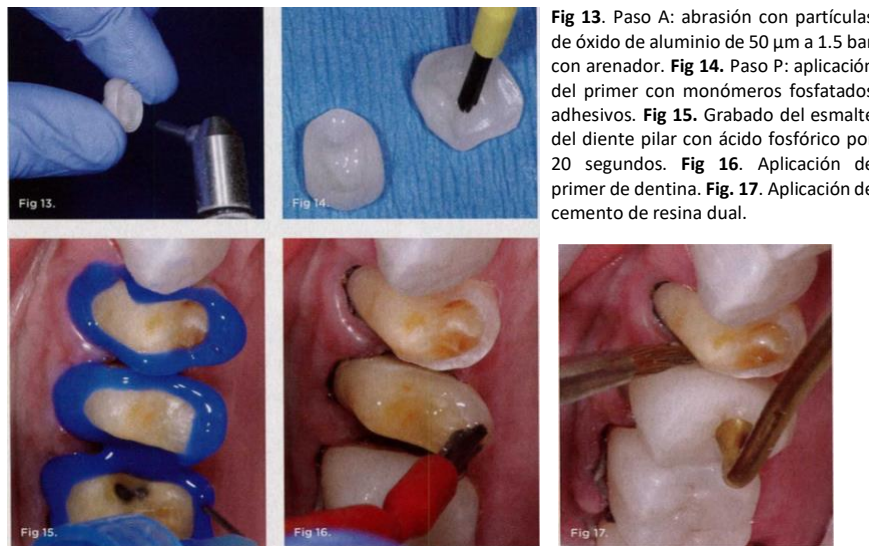 Fig 13. Paso A: abrasión con partículas
de óxido de aluminio de 50 µm a 1.5 bar
con arenador. Fig 14. Paso P: aplicación
del primer con monómeros fosfatados
adhesivos. Fig 15. Grabado del esmalte
del diente pilar con ácido fosfórico por
20 segundos. Fig 16. Aplicación de
primer de dentina. Fig. 17. Aplicación de
cemento de resina dual.
Fig 13.
Fig 14.
Fig 15.
Fig 16.
Fig 17.